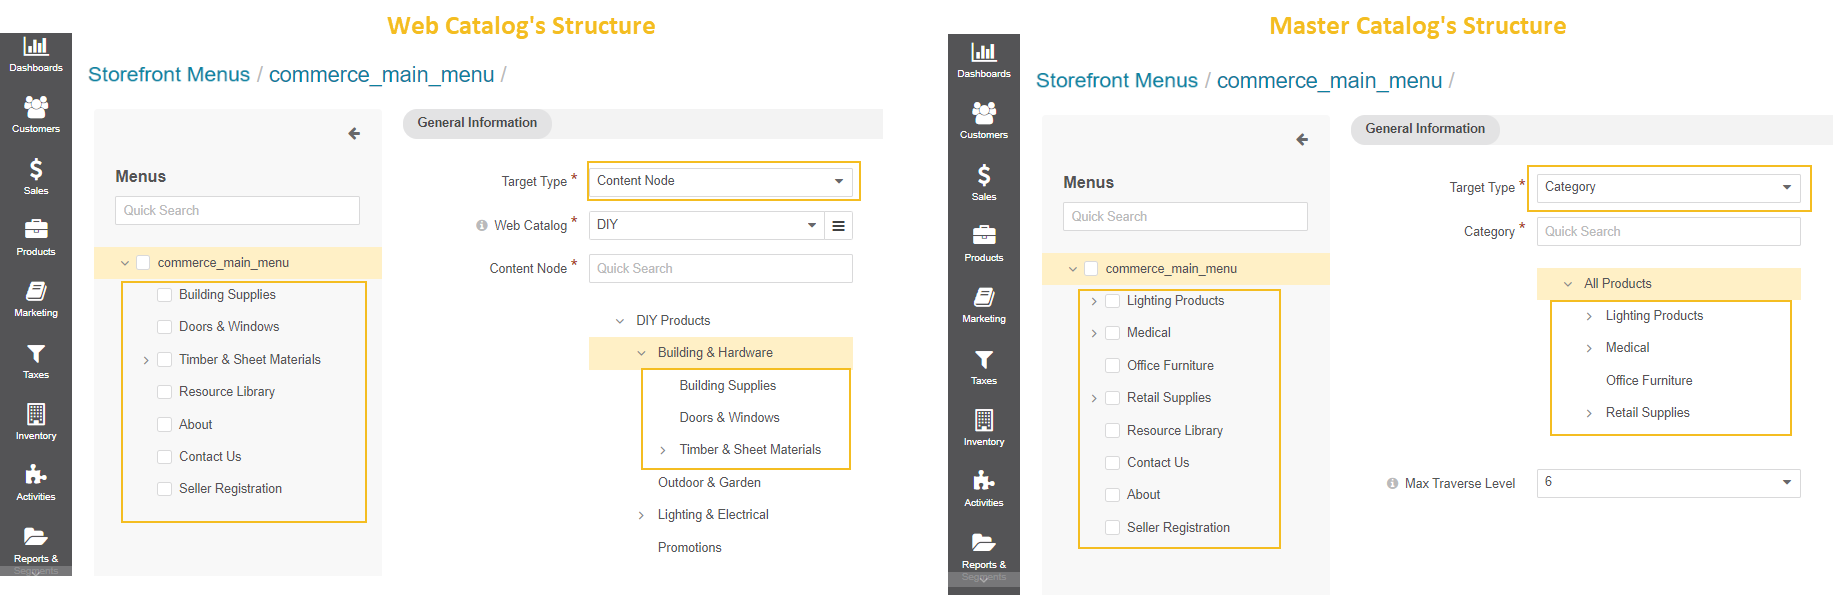 Web Catalog's Structure
Dashboards
Customers
Sales
Products
Marketing
Taxes
Inventory
Activities
Reports &
Segments
Storefront Menus / commerce_main_menu /
Menus
Quick Search
commerce_main_menu
Building Supplies
Doors & Windows
Timber & Sheet Materials
Resource Library
About
Contact Us
Seller Registration
General Information
Target Type * Content Node
Web Catalog * DIY
Content Node * Quick Search
DIY Products
Building & Hardware
Building Supplies
Doors & Windows
Timber & Sheet Materials
Outdoor & Garden
Lighting & Electrical
Promotions
Master Catalog's Structure
Dashboards
Customers
Sales
Products
Marketing
Taxes
Inventory
Activities
Reports &
Segments
Storefront Menus / commerce_main_menu /
Menus
Quick Search
commerce_main_menu
Lighting Products
Medical
Office Furniture
Retail Supplies
Resource Library
Contact Us
About
Seller Registration
General Information
Target Type * Category
Category * Quick Search
All Products
Lighting Products
Medical
Office Furniture
Retail Supplies
Max Traverse Level 6